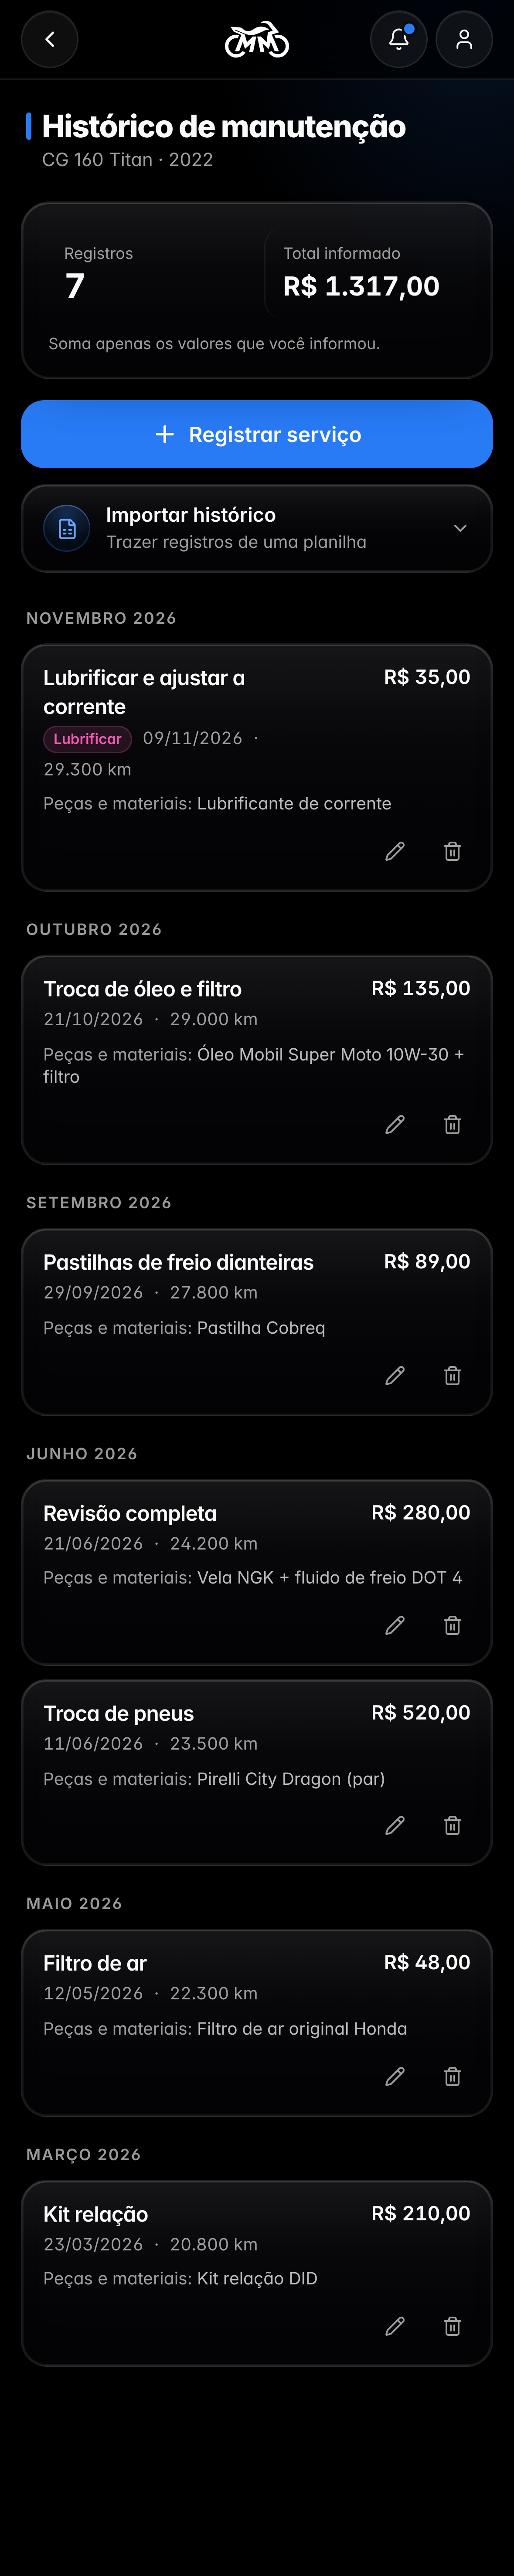 MM
Histórico de manutenção
CG 160 Titan · 2022
Registros
7
Total informado
R$ 1.317,00
Soma apenas os valores que você informou.
+ Registrar serviço
Importar histórico
Trazer registros de uma planilha
NOVEMBRO 2026
Lubrificar e ajustar a
corrente
R$ 35,00
Lubrificar 09/11/2026 ·
29.300 km
Peças e materiais: Lubrificante de corrente
OUTUBRO 2026
Troca de óleo e filtro
R$ 135,00
21/10/2026 · 29.000 km
Peças e materiais: Óleo Mobil Super Moto 10W-30 +
filtro
SETEMBRO 2026
Pastilhas de freio dianteiras
R$ 89,00
29/09/2026 · 27.800 km
Peças e materiais: Pastilha Cobreq
JUNHO 2026
Revisão completa
R$ 280,00
21/06/2026 · 24.200 km
Peças e materiais: Vela NGK + fluido de freio DOT 4
Troca de pneus
R$ 520,00
11/06/2026 · 23.500 km
Peças e materiais: Pirelli City Dragon (par)
MAIO 2026
Filtro de ar
R$ 48,00
12/05/2026 · 22.300 km
Peças e materiais: Filtro de ar original Honda
MARÇO 2026
Kit relação
R$ 210,00
23/03/2026 · 20.800 km
Peças e materiais: Kit relação DID